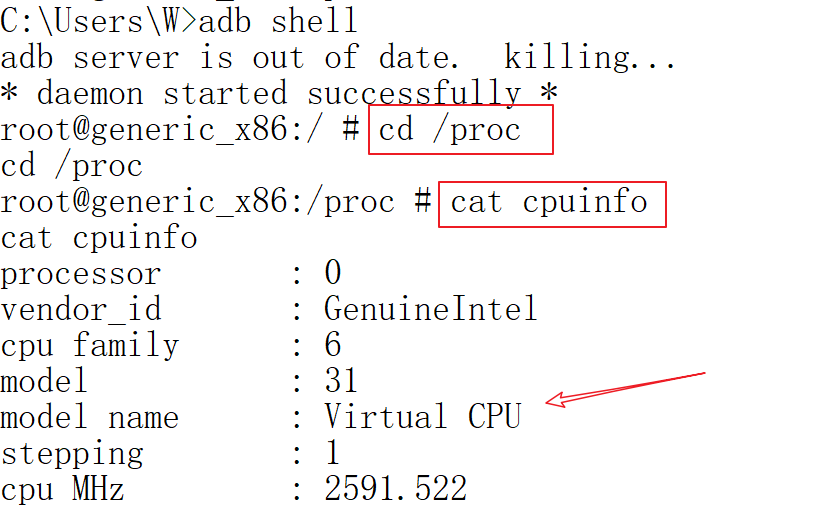 C:\Users\W>adb shell
adb server is out of date.  killing...
* daemon started successfully *
root@generic_x86:/ # cd /proc
cd /proc
root@generic_x86:/proc # cat cpuinfo
cat cpuinfo
processor       : 0
vendor_id       : GenuineIntel
cpu family      : 6
model           : 31
model name      : Virtual CPU
stepping        : 1
cpu MHz         : 2591.522